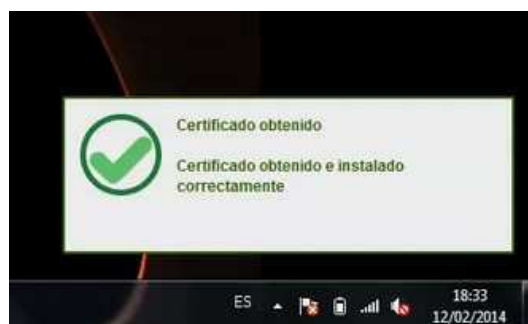 Certificado obtenido
Certificado obtenido e instalado
correctamente
ES
18:33
12/02/2014